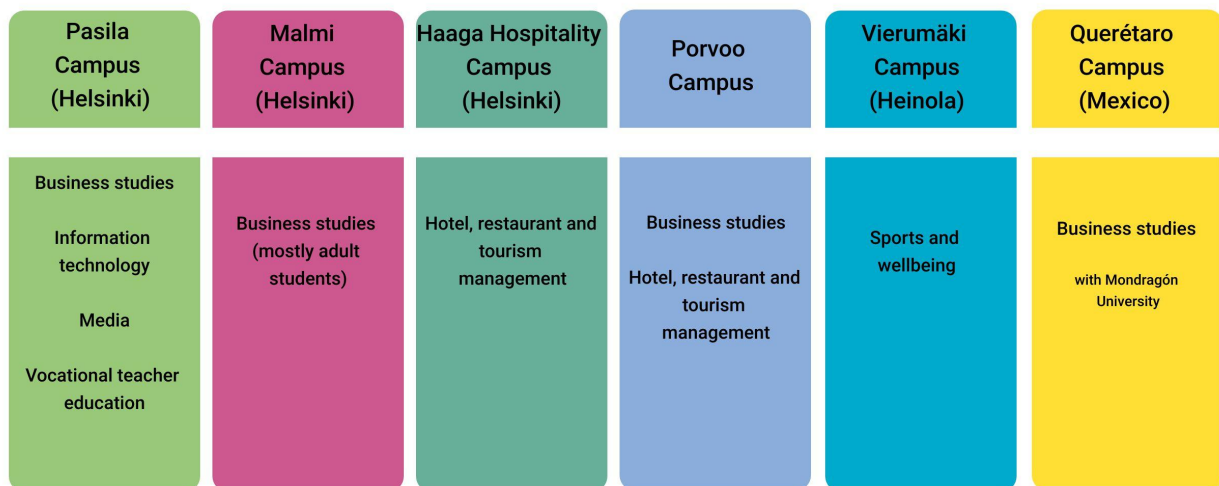 Pasila
Campus
(Helsinki)
Business studies
Information
technology
Media
Vocational teacher
education
Malmi
Campus
(Helsinki)
Business studies
(mostly adult
students)
Haaga Hospitality
Campus
(Helsinki)
Hotel, restaurant and
tourism
management
Porvoo
Campus
Business studies
Hotel, restaurant and
tourism
management
Vierumäki
Campus
(Heinola)
Sports and
wellbeing
Querétaro
Campus
(Mexico)
Business studies
with Mondragón
University